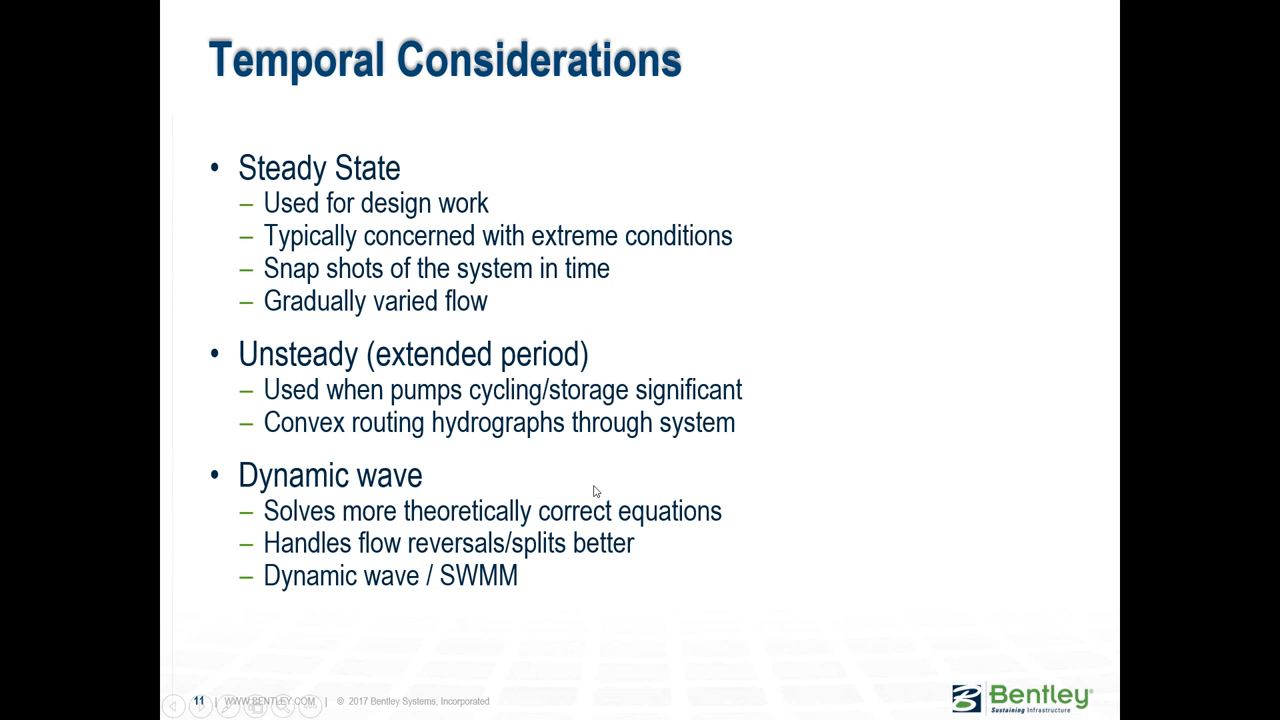 Temporal Considerations
• Steady State
– Used for design work
– Typically concerned with extreme conditions
– Snap shots of the system in time
– Gradually varied flow
• Unsteady (extended period)
– Used when pumps cycling/storage significant
– Convex routing hydrographs through system
• Dynamic wave
– Solves more theoretically correct equations
– Handles flow reversals/splits better
– Dynamic wave / SWMM
11 | WWW.BENTLEY.COM | © 2017 Bentley Systems, Incorporated
Bentley®
Sustaining Infrastructure